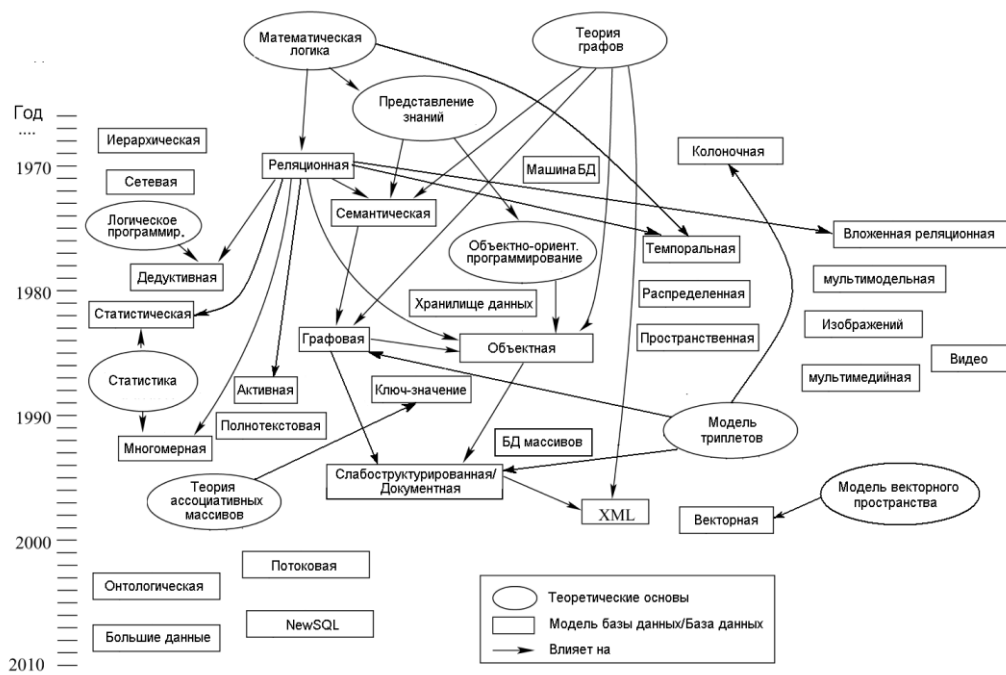 Математическая
логика
Теория
графов
Представление
знаний
Год
....
1970
1980
1990
2000
2010
Иерархическая
Сетевая
Логическое
программир.
Дедуктивная
Статистическая
Статистика
Многомерная
Реляционная
Семантическая
МашинаБД
Колоночная
Объектно-ориент.
программирование
Темпоральная
Вложенная реляционная
Хранилище данных
Распределенная
мультимодельная
Графовая
Объектная
Пространственная
Изображений
Видео
Активная
Ключ-значение
мультимедийная
Полнотекстовая
БД массивов
Модель
триплетов
Теория
ассоциативных
массивов
Слабоструктурированная/
Документная
XML
Векторная
Модель векторного
пространства
Онтологическая
Потоковая
Большие данные
NewSQL
Теоретические основы
Модель базы данных/База данных
Влияет на